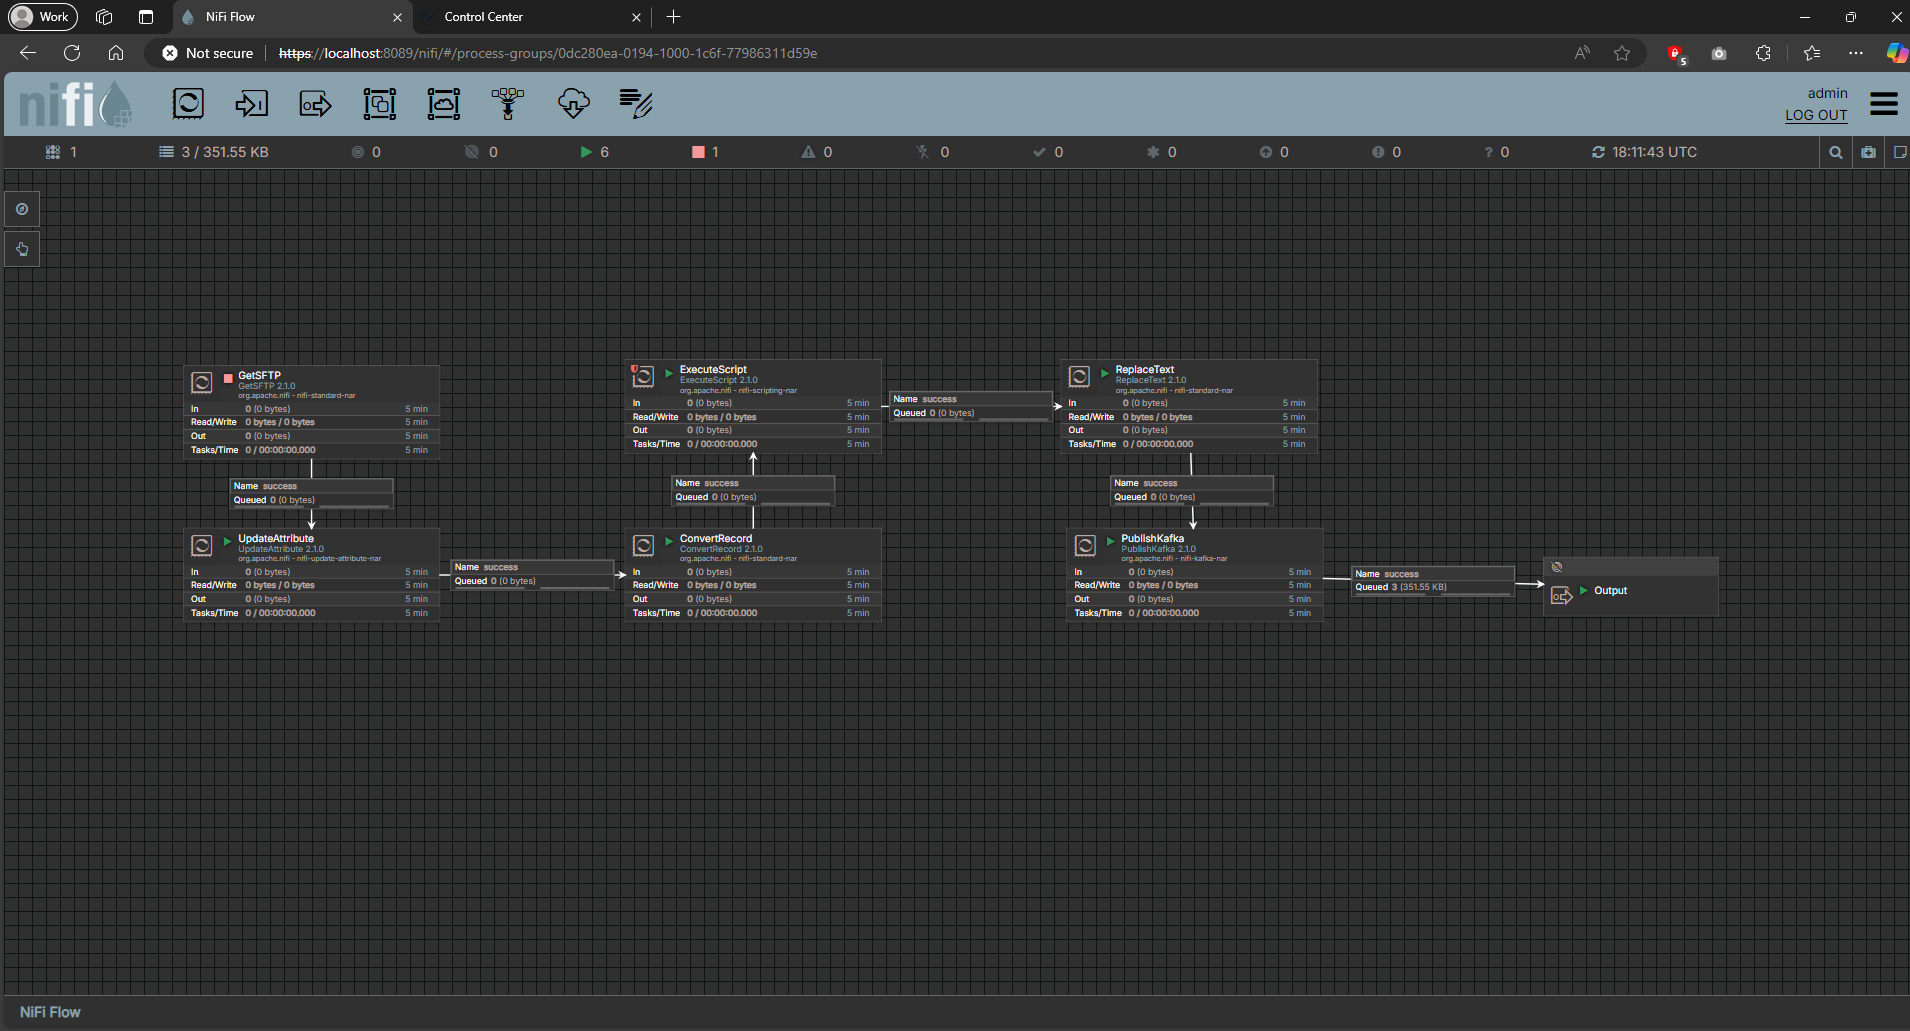 Work
NiFi Flow
Control Center
Not secure
https://localhost:8089/nifi/#/process-groups/0dc280ea-0194-1000-1c6f-77986311d59e
5
nifi
admin
LOG OUT
1
3 / 351.55 KB
0
0
6
1
0
0
0
0
0
0
? 0
18:11:43 UTC
GetSFTP
GetSFTP 2.1.0
org.apache.nifi - nifi-standard-nar
In 0 (0 bytes) 5 min
Read/Write 0 bytes / 0 bytes 5 min
Out 0 (0 bytes) 5 min
Tasks/Time 0 / 00:00:00.000 5 min
Name success
Queued 0 (0 bytes)
UpdateAttribute
UpdateAttribute 2.1.0
org.apache.nifi - nifi-update-attribute-nar
In 0 (0 bytes) 5 min
Read/Write 0 bytes / 0 bytes 5 min
Out 0 (0 bytes) 5 min
Tasks/Time 0 / 00:00:00.000 5 min
Name success
Queued 0 (0 bytes)
ExecuteScript
ExecuteScript 2.1.0
org.apache.nifi - nifi-scripting-nar
In 0 (0 bytes) 5 min
Read/Write 0 bytes / 0 bytes 5 min
Out 0 (0 bytes) 5 min
Tasks/Time 0 / 00:00:00.000 5 min
Name success
Queued 0 (0 bytes)
ConvertRecord
ConvertRecord 2.1.0
org.apache.nifi - nifi-standard-nar
In 0 (0 bytes) 5 min
Read/Write 0 bytes / 0 bytes 5 min
Out 0 (0 bytes) 5 min
Tasks/Time 0 / 00:00:00.000 5 min
Name success
Queued 0 (0 bytes)
ReplaceText
ReplaceText 2.1.0
org.apache.nifi - nifi-standard-nar
In 0 (0 bytes) 5 min
Read/Write 0 bytes / 0 bytes 5 min
Out 0 (0 bytes) 5 min
Tasks/Time 0 / 00:00:00.000 5 min
Name success
Queued 0 (0 bytes)
PublishKafka
PublishKafka 2.1.0
org.apache.nifi - nifi-kafka-nar
In 0 (0 bytes) 5 min
Read/Write 0 bytes / 0 bytes 5 min
Out 0 (0 bytes) 5 min
Tasks/Time 0 / 00:00:00.000 5 min
Name success
Queued 3 (351.55 KB)
Output
NiFi Flow